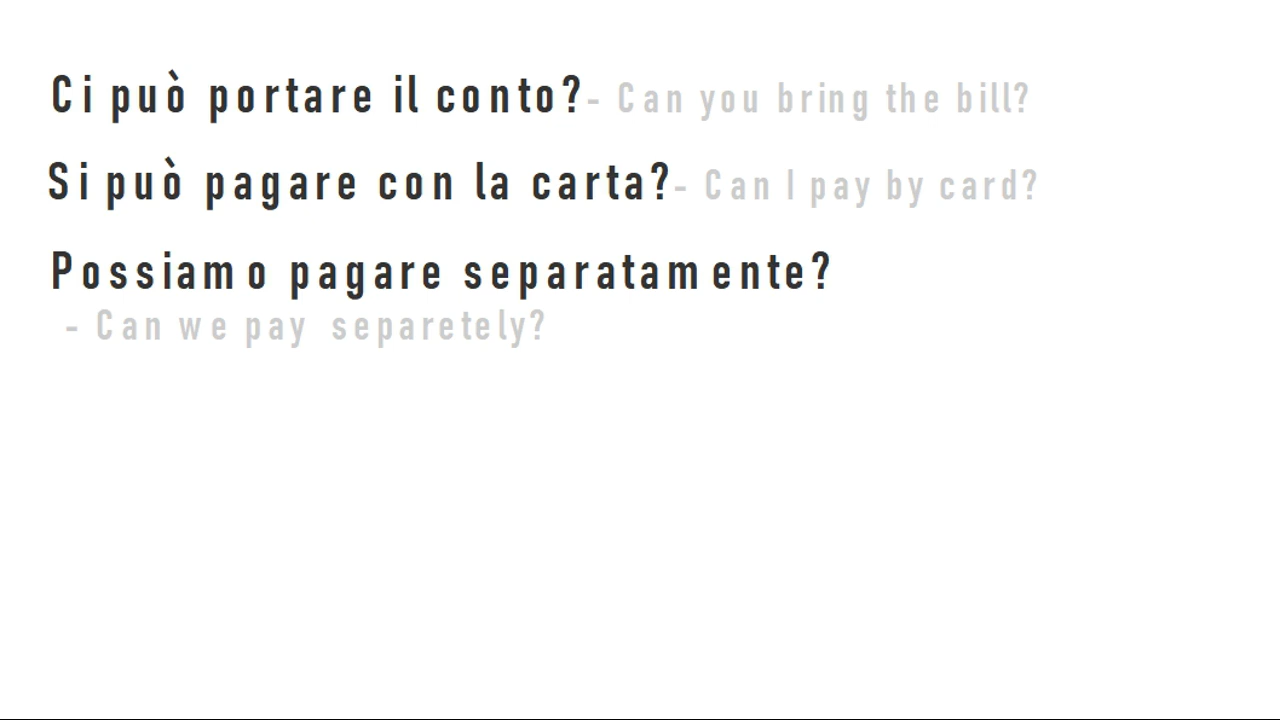 Ci può portare il conto? - Can you bring the bill?
Si può pagare con la carta? - Can I pay by card?
Possiamo pagare separatamente?
- Can we pay separetely?